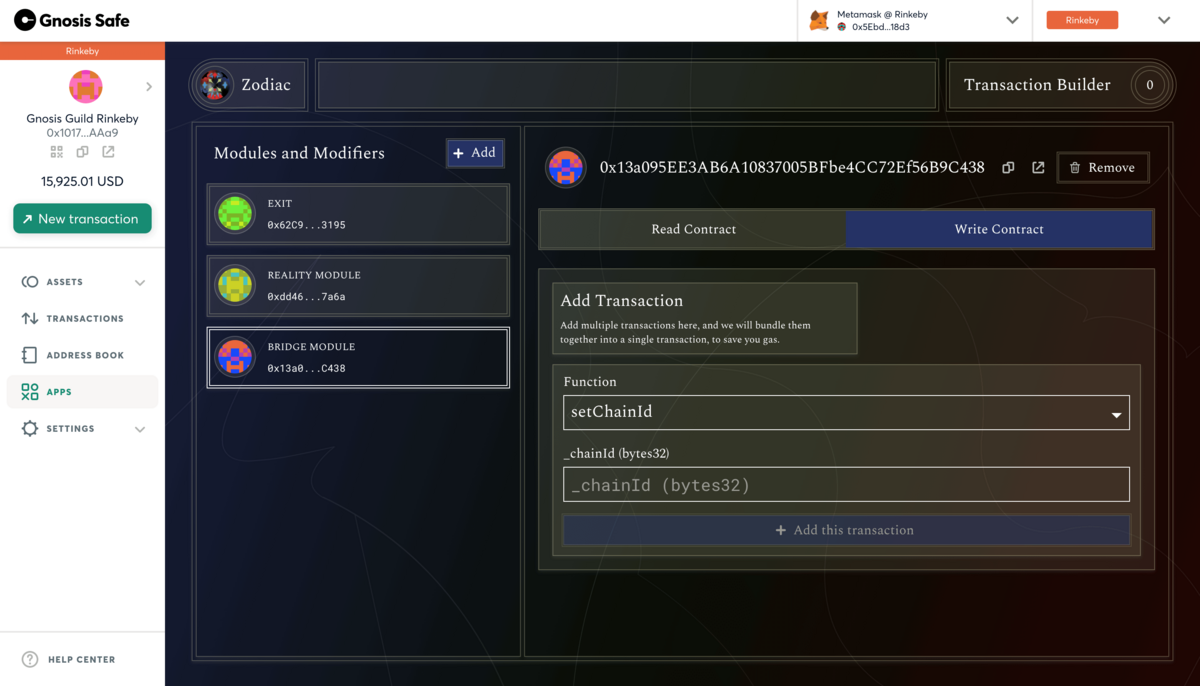 Gnosis Safe
Metamask @ Rinkeby
0x5Ebd...18d3
Rinkeby
Rinkeby
Gnosis Guild Rinkeby
0x1017...AAa9
15,925.01 USD
New transaction
ASSETS
TRANSACTIONS
ADDRESS BOOK
APPS
SETTINGS
HELP CENTER
Zodiac
Transaction Builder
0
Modules and Modifiers
+ Add
EXIT
0x62C9...3195
REALITY MODULE
0xdd46...7a6a
BRIDGE MODULE
0x13a0...C438
0x13a095EE3AB6A10837005BFbe4CC72Ef56B9C438
Remove
Read Contract
Write Contract
Add Transaction
Add multiple transactions here, and we will bundle them
together into a single transaction, to save you gas.
Function
setChainId
_chainId (bytes32)
_chainId (bytes32)
+ Add this transaction